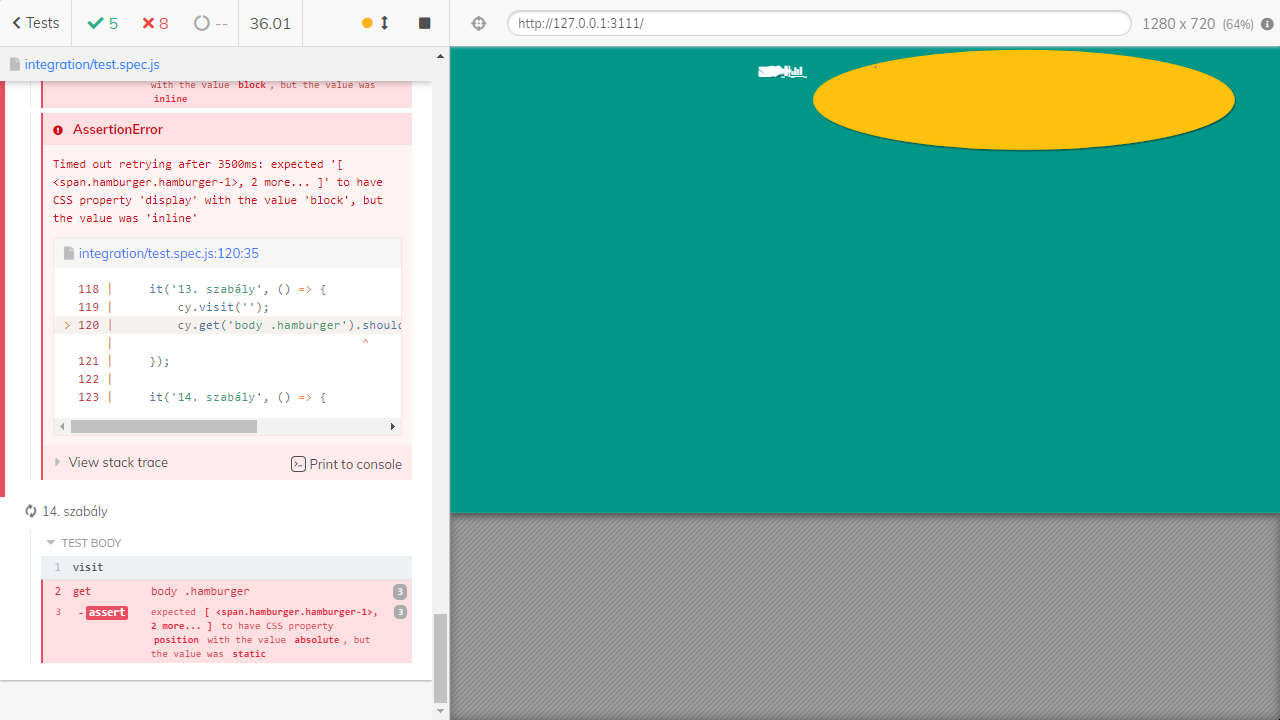 Tests
5
8
--
36.01
http://127.0.0.1:3111/
1280 x 720 (64%)
integration/test.spec.js
with the value block, but the value was
inline
AssertionError
Timed out retrying after 3500ms: expected '[
<span.hamburger.hamburger-1>, 2 more... ]' to have
CSS property 'display' with the value 'block', but
the value was 'inline'
integration/test.spec.js:120:35
118 | it('13. szabály', () => {
119 | cy.visit('');
> 120 | cy.get('body .hamburger').should
| ^
121 | });
122 |
123 | it('14. szabály', () => {
View stack trace
Print to console
14. szabály
TEST BODY
1 visit
2 get body .hamburger 3
3 -assert expected [ <span.hamburger.hamburger-1>, 3
2 more... ] to have CSS property
position with the value absolute, but
the value was static